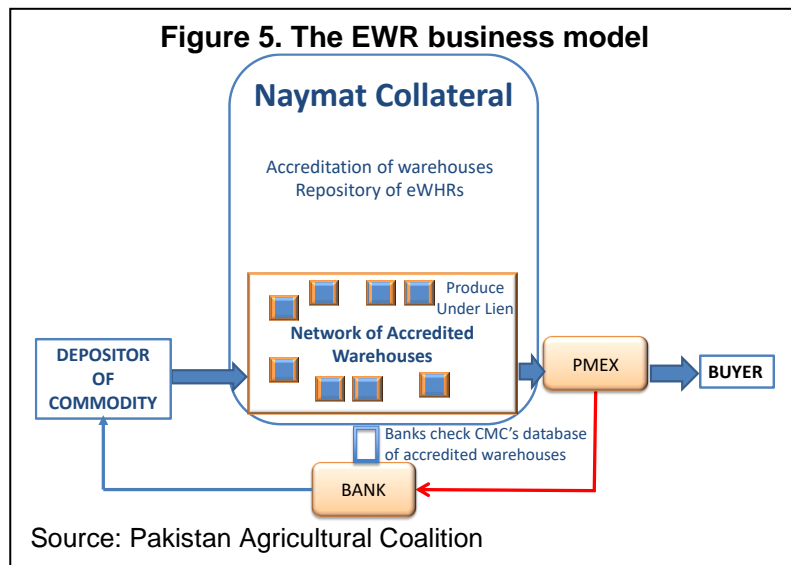 Figure 5. The EWR business model
Naymat Collateral
Accreditation of warehouses
Repository of eWHRs
Produce
Under Lien
Network of Accredited
Warehouses
DEPOSITOR
OF
COMMODITY
PMEX
BUYER
Banks check CMC's database
of accredited warehouses
BANK
Source: Pakistan Agricultural Coalition